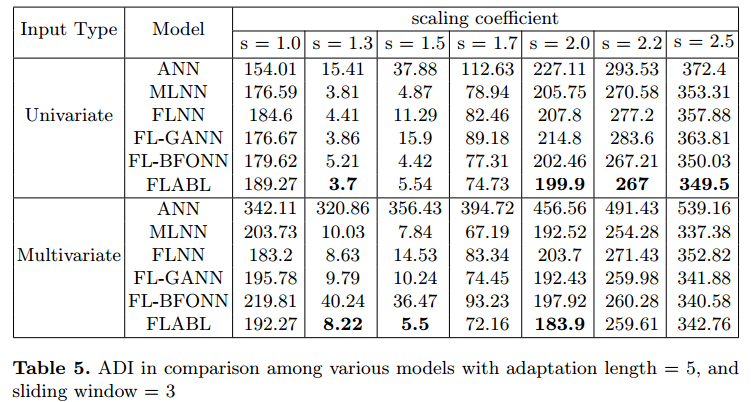 Input Type Model scaling coefficient
s = 1.0 s = 1.3 s = 1.5 s = 1.7 s = 2.0 s = 2.2 s = 2.5
ANN 154.01 15.41 37.88 112.63 227.11 293.53 372.4
MLNN 176.59 3.81 4.87 78.94 205.75 270.58 353.31
Univariate FLNN 184.6 4.41 11.29 82.46 207.8 277.2 357.88
FL-GANN 176.67 3.86 15.9 89.18 214.8 283.6 363.81
FL-BFONN 179.62 5.21 4.42 77.31 202.46 267.21 350.03
FLABL 189.27 3.7 5.54 74.73 199.9 267 349.5
ANN 342.11 320.86 356.43 394.72 456.56 491.43 539.16
MLNN 203.73 10.03 7.84 67.19 192.52 254.28 337.38
Multivariate FLNN 183.2 8.63 14.53 83.34 203.7 271.43 352.82
FL-GANN 195.78 9.79 10.24 74.45 192.43 259.98 341.88
FL-BFONN 219.81 40.24 36.47 93.23 197.92 260.28 340.58
FLABL 192.27 8.22 5.5 72.16 183.9 259.61 342.76
Table 5. ADI in comparison among various models with adaptation length = 5, and
sliding window = 3